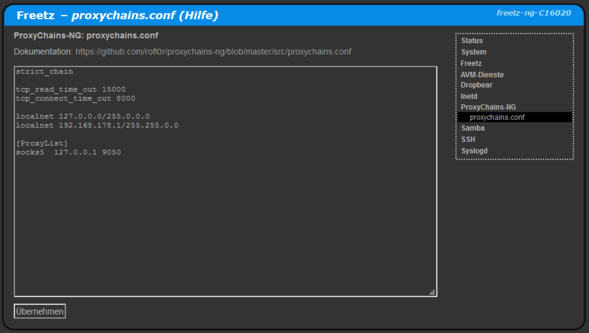 Freetz – proxychains.conf (Hilfe)
freetz-ng-C16020
ProxyChains-NG: proxychains.conf
Dokumentation: https://github.com/rofl0r/proxychains-ng/blob/master/src/proxychains.conf
strict_chain
tcp_read_time_out 15000
tcp_connect_time_out 8000
localnet 127.0.0.0/255.0.0.0
localnet 192.168.178.1/255.255.0.0
[ProxyList]
socks5  127.0.0.1 9050
Übernehmen
Status
System
Freetz
AVM-Dienste
Dropbear
Inetd
ProxyChains-NG
proxychains.conf
Samba
SSH
Syslogd